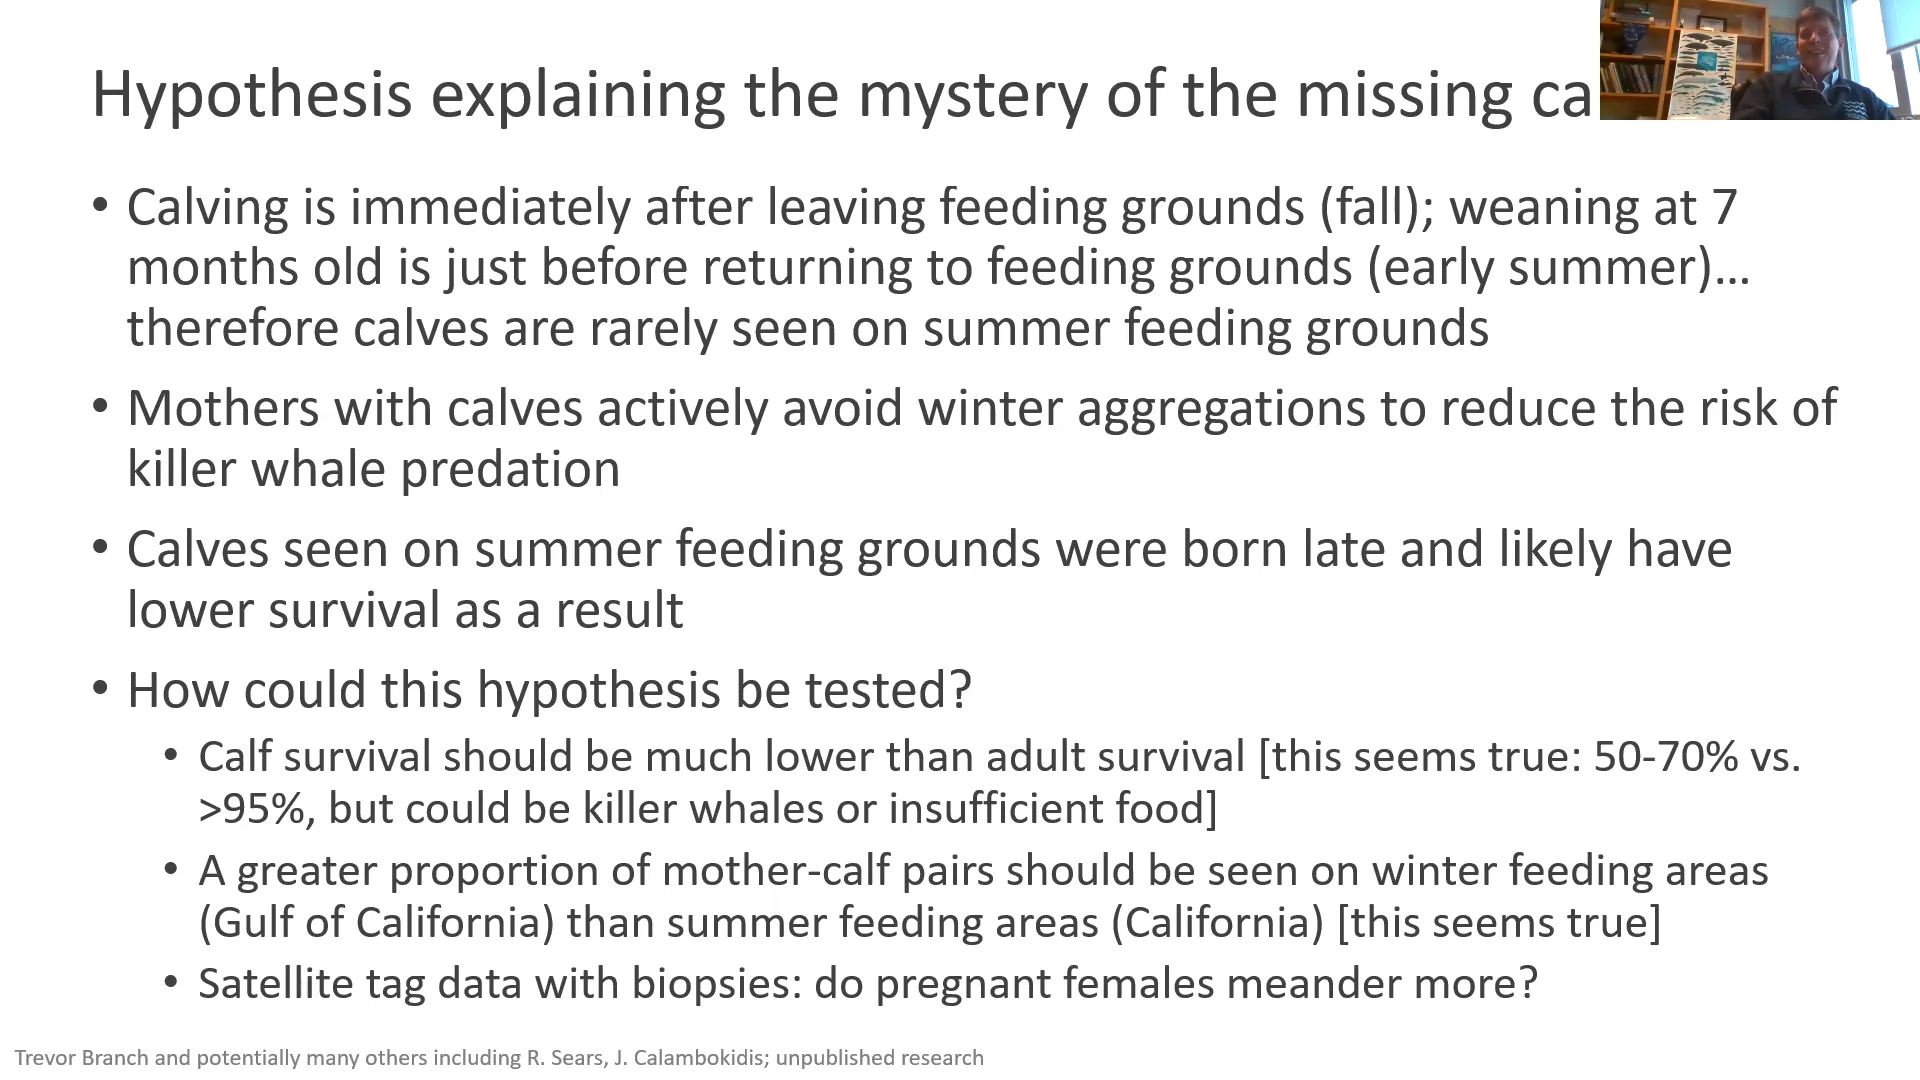 Hypothesis explaining the mystery of the missing ca
• Calving is immediately after leaving feeding grounds (fall); weaning at 7
months old is just before returning to feeding grounds (early summer)…
therefore calves are rarely seen on summer feeding grounds
• Mothers with calves actively avoid winter aggregations to reduce the risk of
killer whale predation
• Calves seen on summer feeding grounds were born late and likely have
lower survival as a result
• How could this hypothesis be tested?
• Calf survival should be much lower than adult survival [this seems true: 50-70% vs.
>95%, but could be killer whales or insufficient food]
• A greater proportion of mother-calf pairs should be seen on winter feeding areas
(Gulf of California) than summer feeding areas (California) [this seems true]
• Satellite tag data with biopsies: do pregnant females meander more?
Trevor Branch and potentially many others including R. Sears, J. Calambokidis; unpublished research